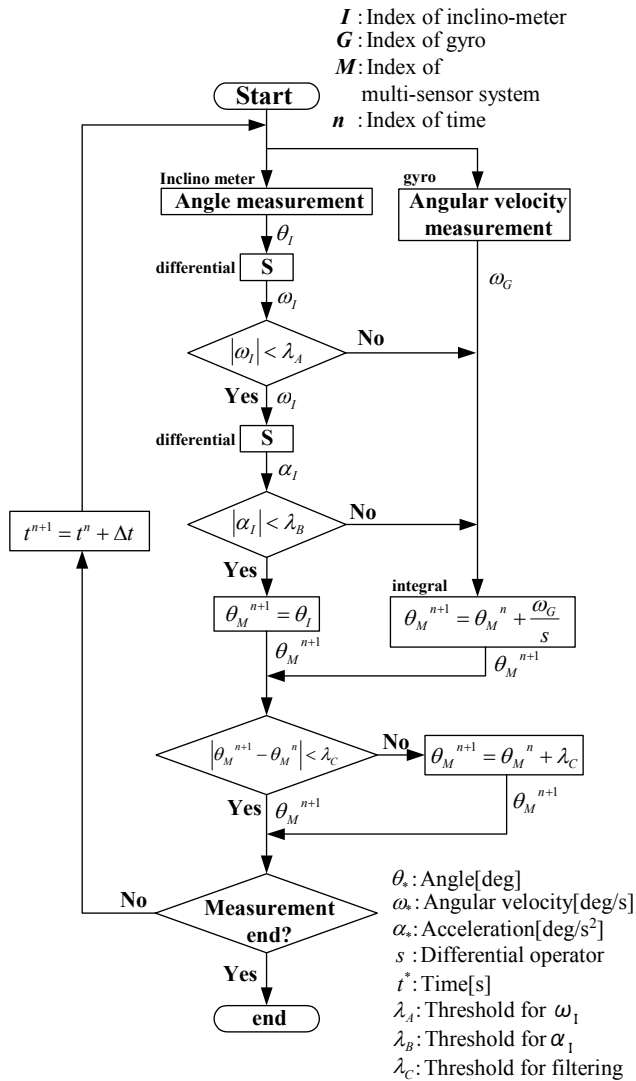 I : Index of inclino-meter
G : Index of gyro
M : Index of
multi-sensor system
n : Index of time
Start
Inclino meter
Angle measurement
gyro
Angular velocity
measurement
θ_I
differential
S
ω_G
ω_I
|ω_I| < λ_A
No
Yes
ω_I
differential
S
α_I
t^{n+1} = t^n + Δt
|α_I| < λ_B
No
Yes
integral
θ_M^{n+1} = θ_I
θ_M^{n+1} = θ_M^n + ω_G/s
θ_M^{n+1}
θ_M^{n+1}
|θ_M^{n+1} − θ_M^n| < λ_C
No
θ_M^{n+1} = θ_M^n + λ_C
Yes
θ_M^{n+1}
θ_M^{n+1}
No
Measurement
end?
Yes
end
θ_* : Angle[deg]
ω_* : Angular velocity[deg/s]
α_* : Acceleration[deg/s²]
s : Differential operator
t^* : Time[s]
λ_A : Threshold for ω_I
λ_B : Threshold for α_I
λ_C : Threshold for filtering